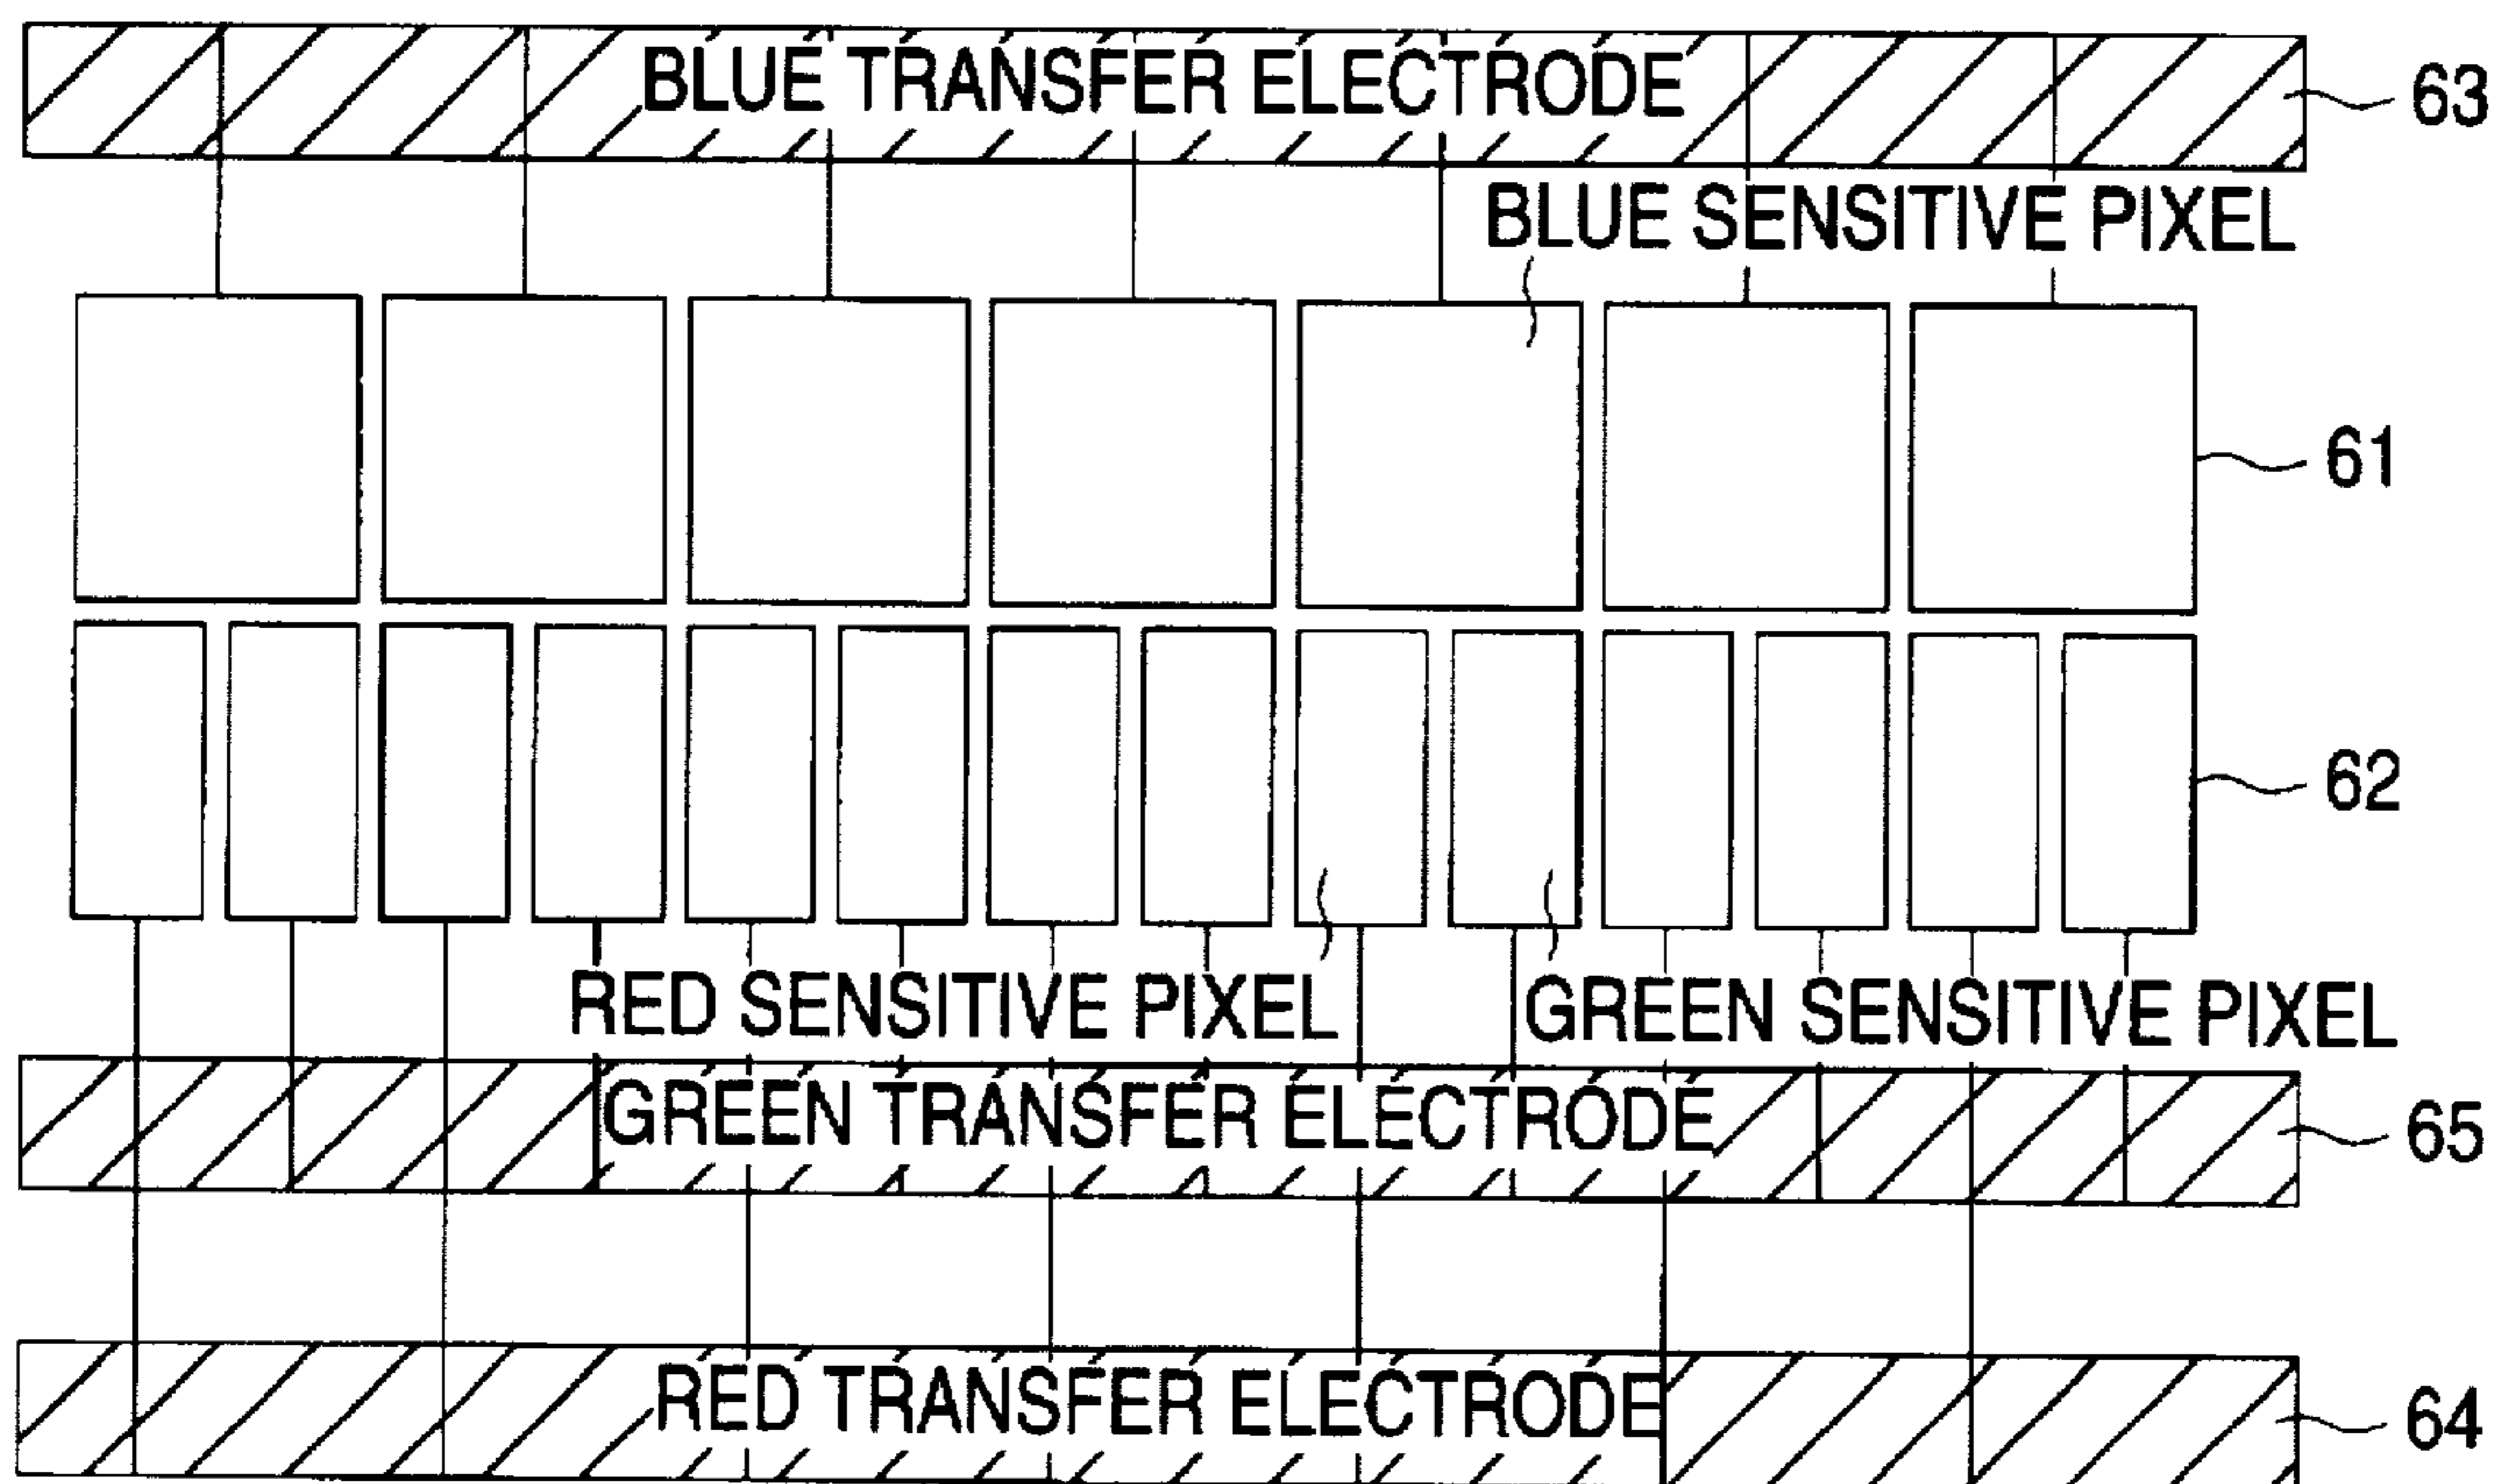 BLUE TRANSFER ELECTRODE
63
BLUE SENSITIVE PIXEL
61
62
RED SENSITIVE PIXEL
GREEN SENSITIVE PIXEL
GREEN TRANSFER ELECTRODE
65
RED TRANSFER ELECTRODE
64